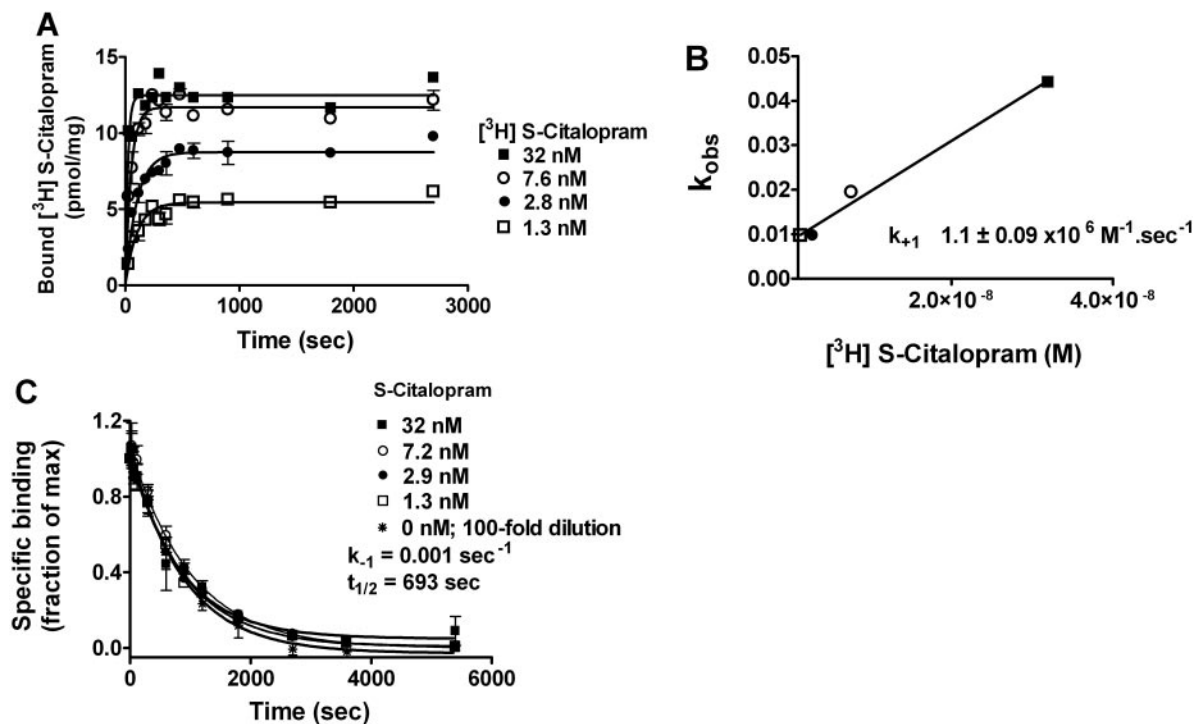 A
Bound [³H] S-Citalopram
(pmol/mg)
15
10
5
0
0 1000 2000 3000
Time (sec)
[³H] S-Citalopram
32 nM
7.6 nM
2.8 nM
1.3 nM
B
k_obs
0.05
0.04
0.03
0.02
0.01
0.00
k₊₁ 1.1 ± 0.09 x10⁶ M⁻¹.sec⁻¹
2.0×10⁻⁸ 4.0×10⁻⁸
[³H] S-Citalopram (M)
C
Specific binding
(fraction of max)
1.2
0.8
0.4
0.0
0 2000 4000 6000
Time (sec)
S-Citalopram
32 nM
7.2 nM
2.9 nM
1.3 nM
0 nM; 100-fold dilution
k₋₁ = 0.001 sec⁻¹
t₁/₂ = 693 sec